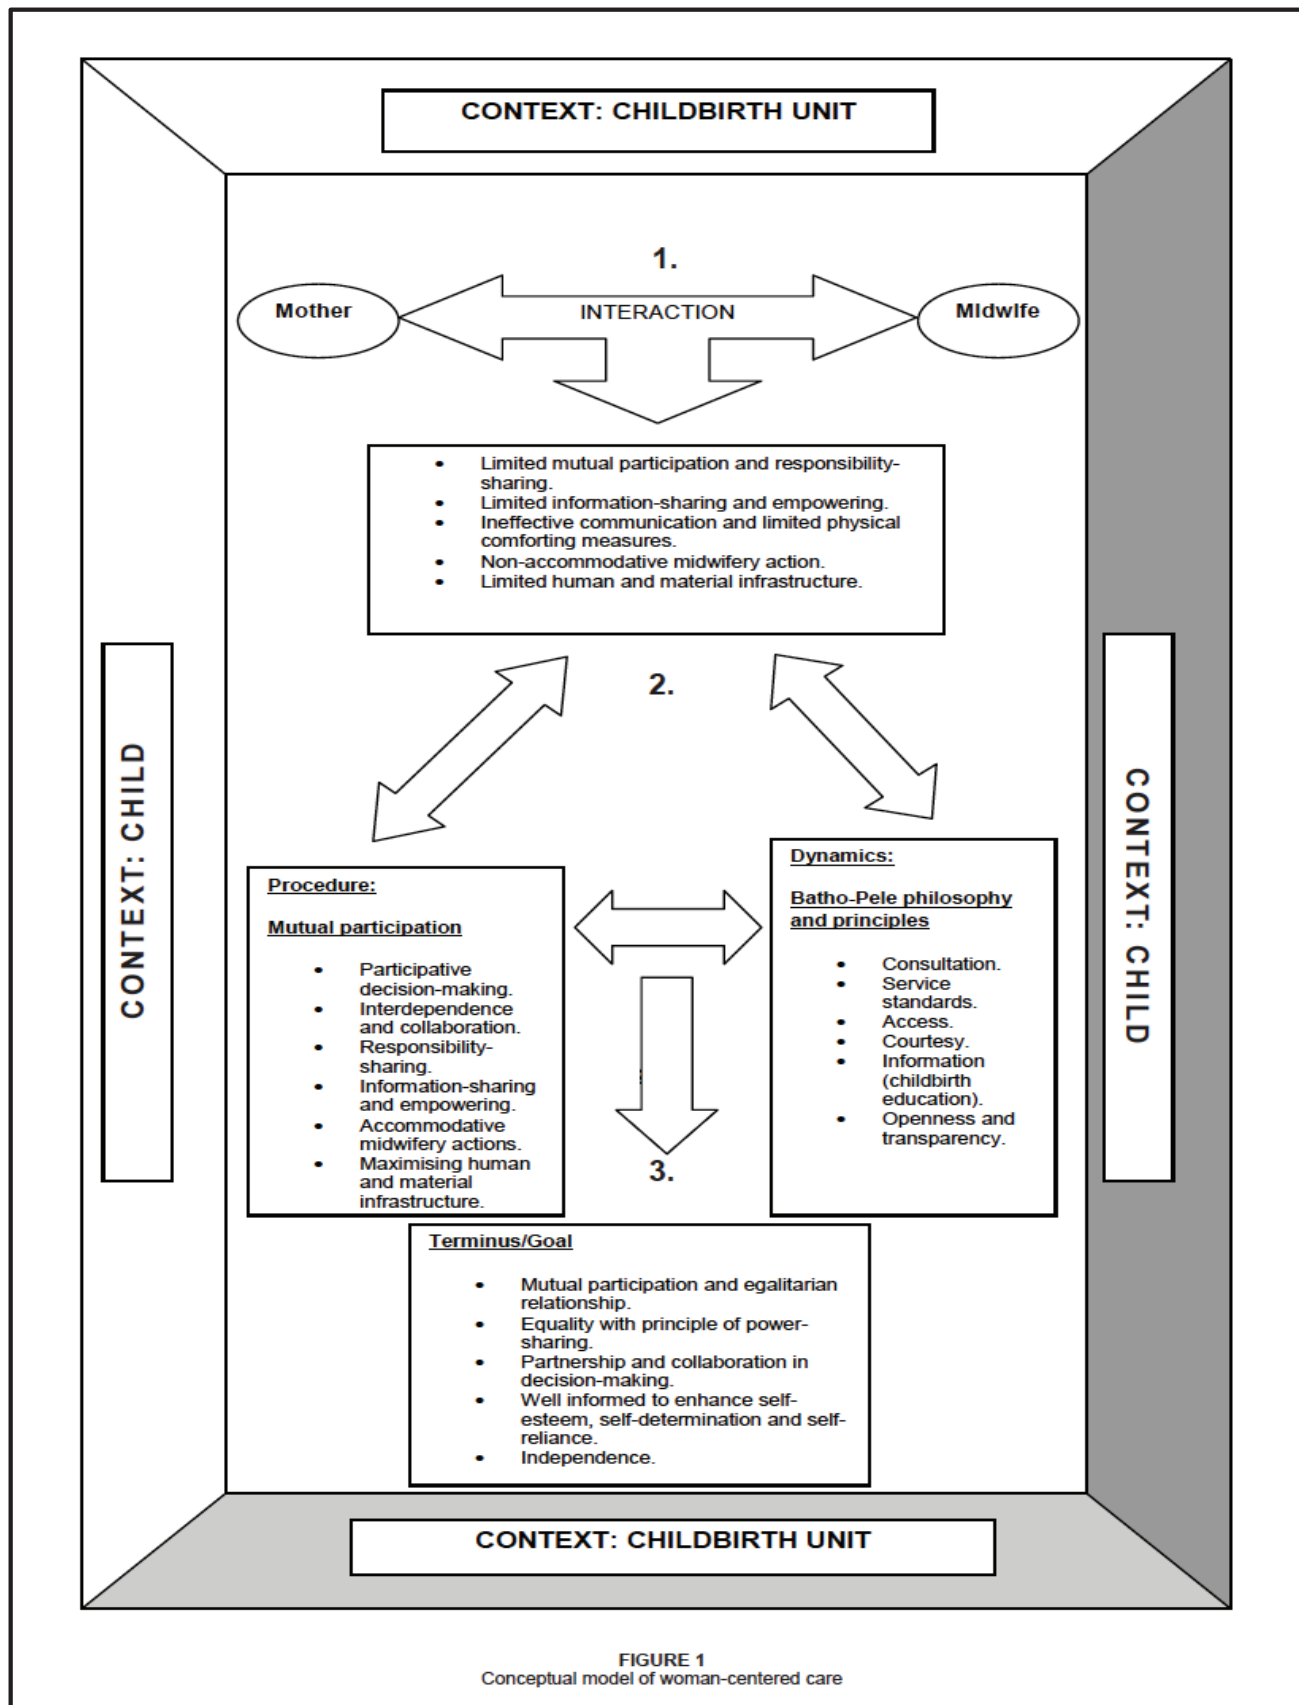 CONTEXT: CHILDBIRTH UNIT
1.
Mother
INTERACTION
Midwife
• Limited mutual participation and responsibility-
sharing.
• Limited information-sharing and empowering.
• Ineffective communication and limited physical
comforting measures.
• Non-accommodative midwifery action.
• Limited human and material infrastructure.
2.
CONTEXT: CHILD
CONTEXT: CHILD
Procedure:
Mutual participation
• Participative
decision-making.
• Interdependence
and collaboration.
• Responsibility-
sharing.
• Information-sharing
and empowering.
• Accommodative
midwifery actions.
• Maximising human
and material
infrastructure.
Dynamics:
Batho-Pele philosophy
and principles
• Consultation.
• Service
standards.
• Access.
• Courtesy.
• Information
(childbirth
education).
• Openness and
transparency.
3.
Terminus/Goal
• Mutual participation and egalitarian
relationship.
• Equality with principle of power-
sharing.
• Partnership and collaboration in
decision-making.
• Well informed to enhance self-
esteem, self-determination and self-
reliance.
• Independence.
CONTEXT: CHILDBIRTH UNIT
FIGURE 1
Conceptual model of woman-centered care